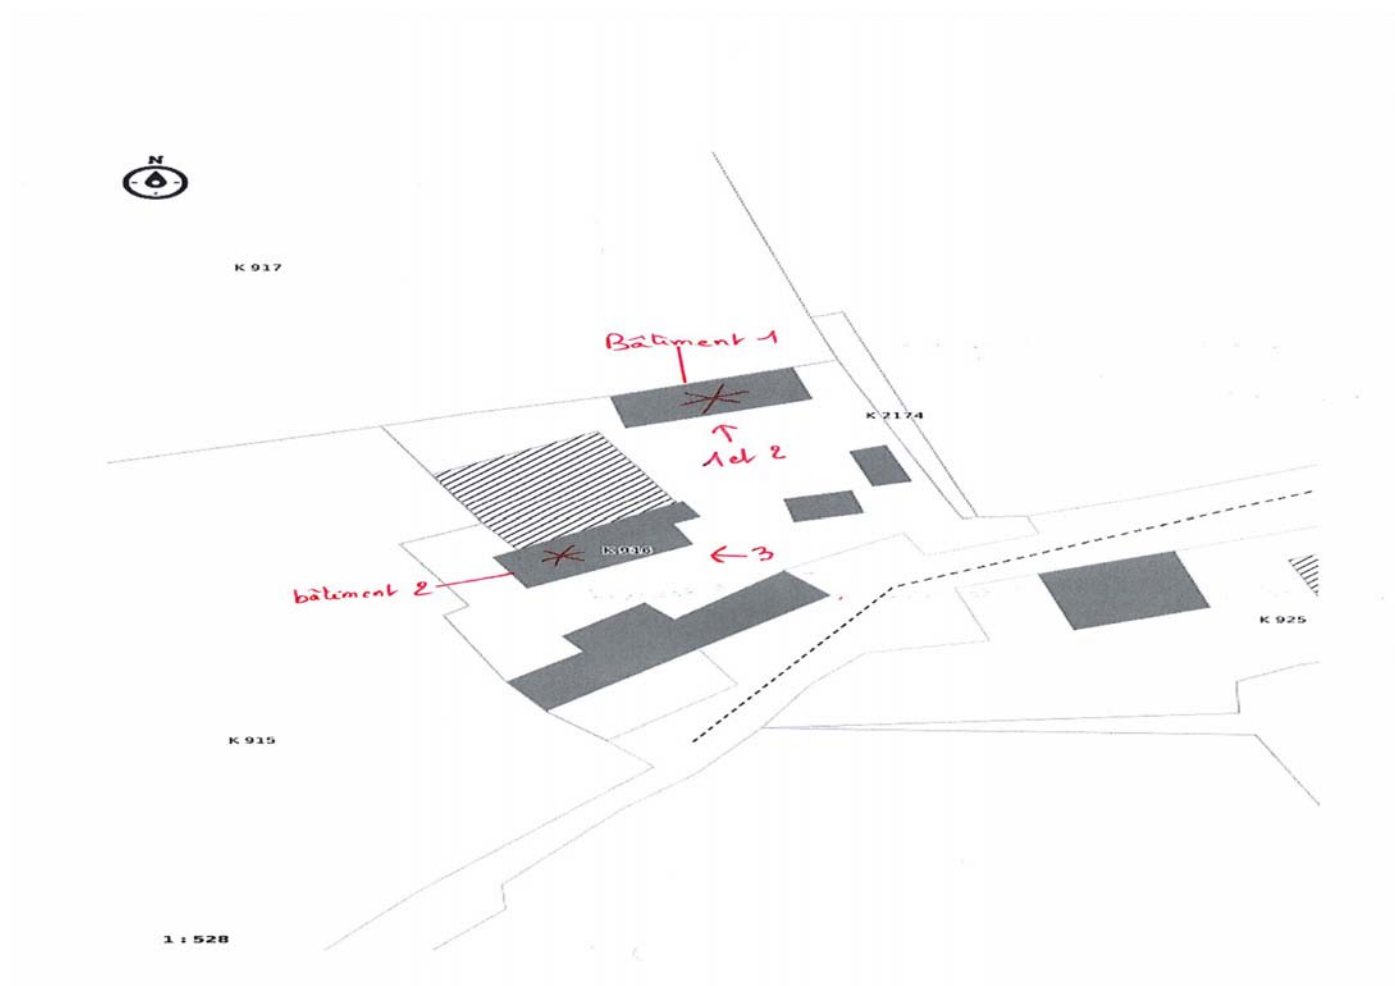 N
K 917
Bâtiment 1
K 2174
1 et 2
K 916
3
bâtiment 2
K 925
K 915
1 : 528